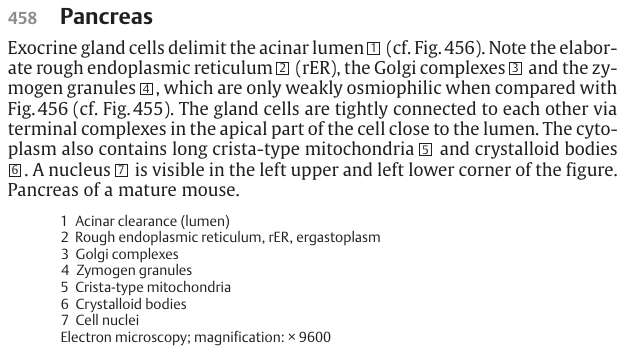 458 Pancreas
Exocrine gland cells delimit the acinar lumen 1 (cf. Fig. 456). Note the elabor-
ate rough endoplasmic reticulum 2 (rER), the Golgi complexes 3 and the zy-
mogen granules 4, which are only weakly osmiophilic when compared with
Fig. 456 (cf. Fig. 455). The gland cells are tightly connected to each other via
terminal complexes in the apical part of the cell close to the lumen. The cyto-
plasm also contains long crista-type mitochondria 5 and crystalloid bodies
6. A nucleus 7 is visible in the left upper and left lower corner of the figure.
Pancreas of a mature mouse.
1 Acinar clearance (lumen)
2 Rough endoplasmic reticulum, rER, ergastoplasm
3 Golgi complexes
4 Zymogen granules
5 Crista-type mitochondria
6 Crystalloid bodies
7 Cell nuclei
Electron microscopy; magnification: × 9600